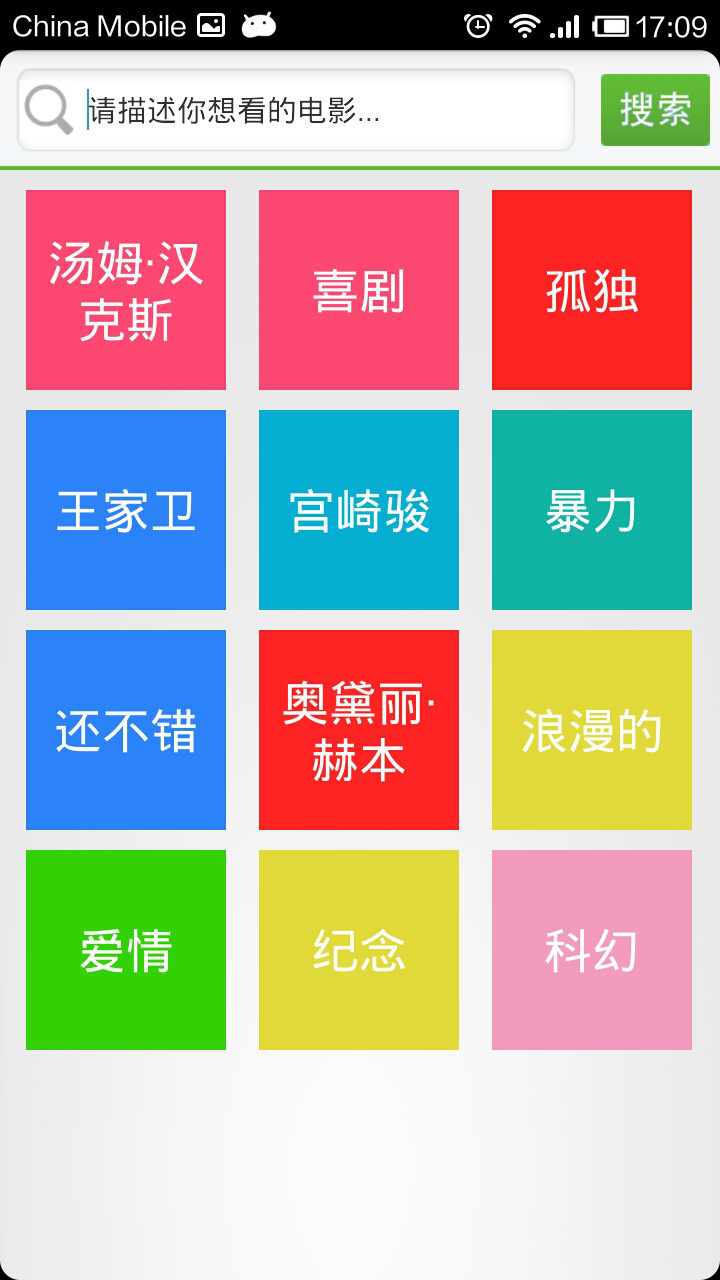 China Mobile 17:09
请描述你想看的电影...
搜索
汤姆·汉
克斯
喜剧
孤独
王家卫
宫崎骏
暴力
还不错
奥黛丽·
赫本
浪漫的
爱情
纪念
科幻